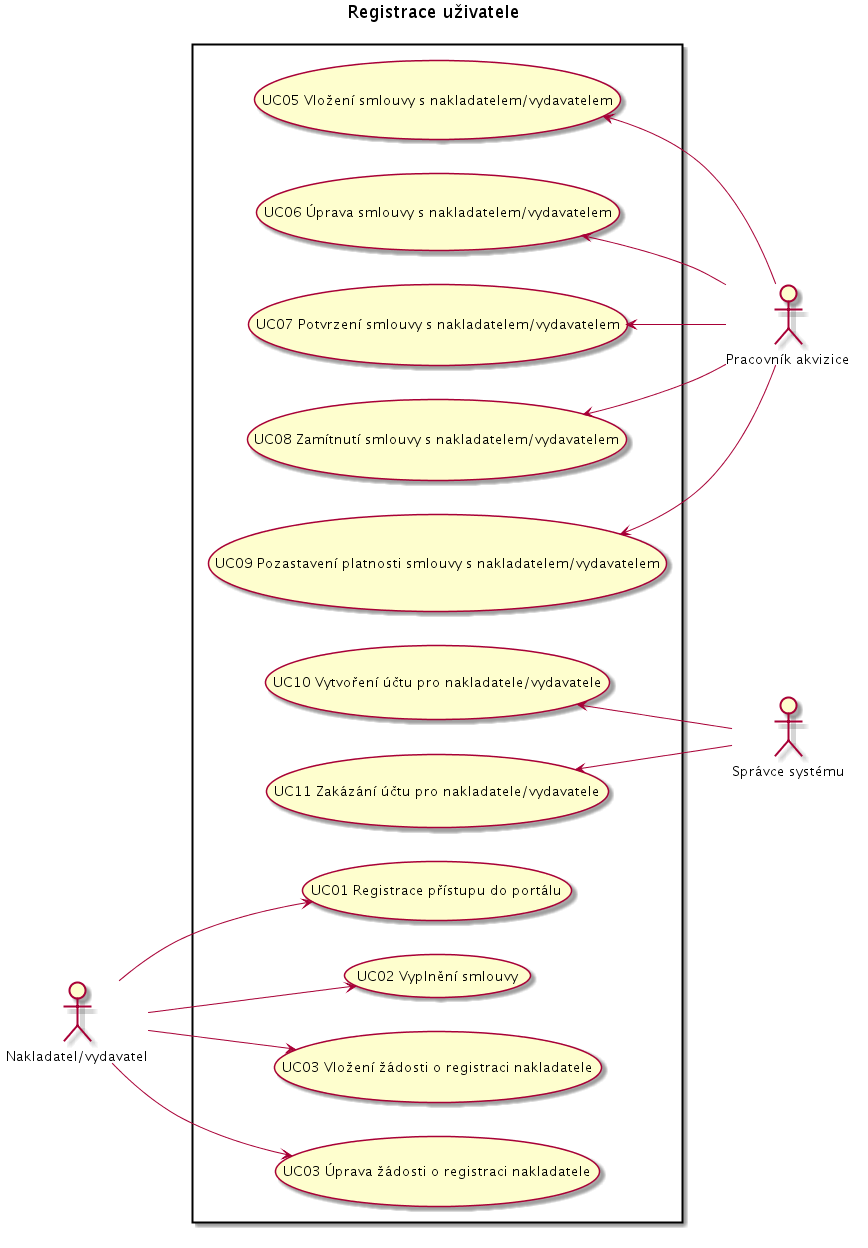 Registrace uživatele
UC05 Vložení smlouvy s nakladatelem/vydavatelem
UC06 Úprava smlouvy s nakladatelem/vydavatelem
UC07 Potvrzení smlouvy s nakladatelem/vydavatelem
Pracovník akvizice
UC08 Zamítnutí smlouvy s nakladatelem/vydavatelem
UC09 Pozastavení platnosti smlouvy s nakladatelem/vydavatelem
UC10 Vytvoření účtu pro nakladatele/vydavatele
Správce systému
UC11 Zakázání účtu pro nakladatele/vydavatele
UC01 Registrace přístupu do portálu
UC02 Vyplnění smlouvy
Nakladatel/vydavatel
UC03 Vložení žádosti o registraci nakladatele
UC03 Úprava žádosti o registraci nakladatele